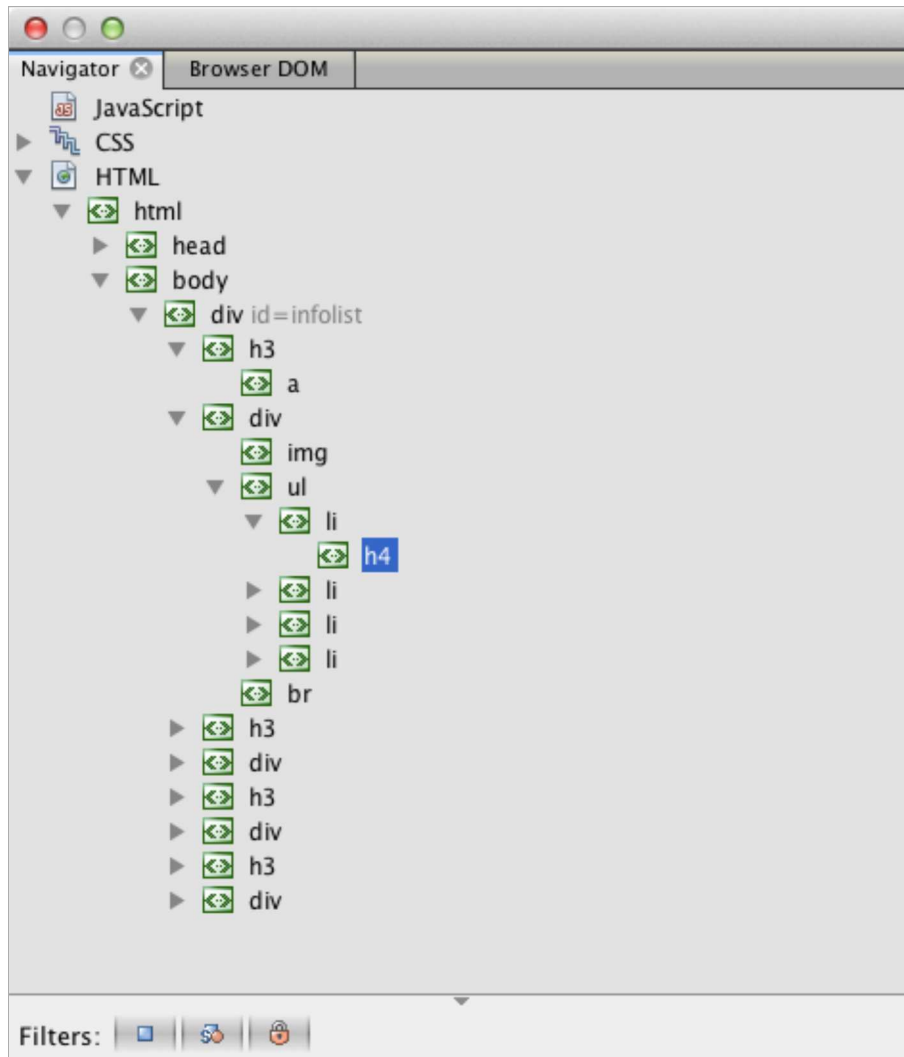 Navigator Browser DOM
JavaScript
CSS
HTML
html
head
body
div id=infolist
h3
a
div
img
ul
li
h4
li
li
li
br
h3
div
h3
div
h3
div
Filters: